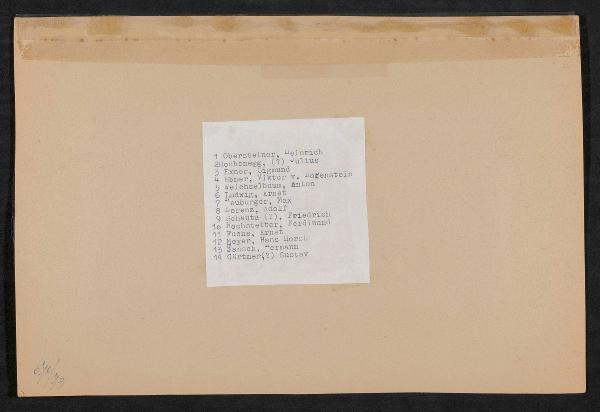 1 Obersteiner, Heinrich
2Hochenegg, (?) Julius
3 Exner, Sigmund
4 Ebner, Viktor v. Rofenstein
5 Weichselbaum, Anton
6 Ludwig, Ernst
7 Neuburger, Max
8 Lorenz, Adolf
9 Schauta (?), Friedrich
10 Hochstetter, Ferdinand
11 Fuchs, Ernst
12 Meyer, Hans Horst
13 Hermann
14 Gärtner(?) Gustav